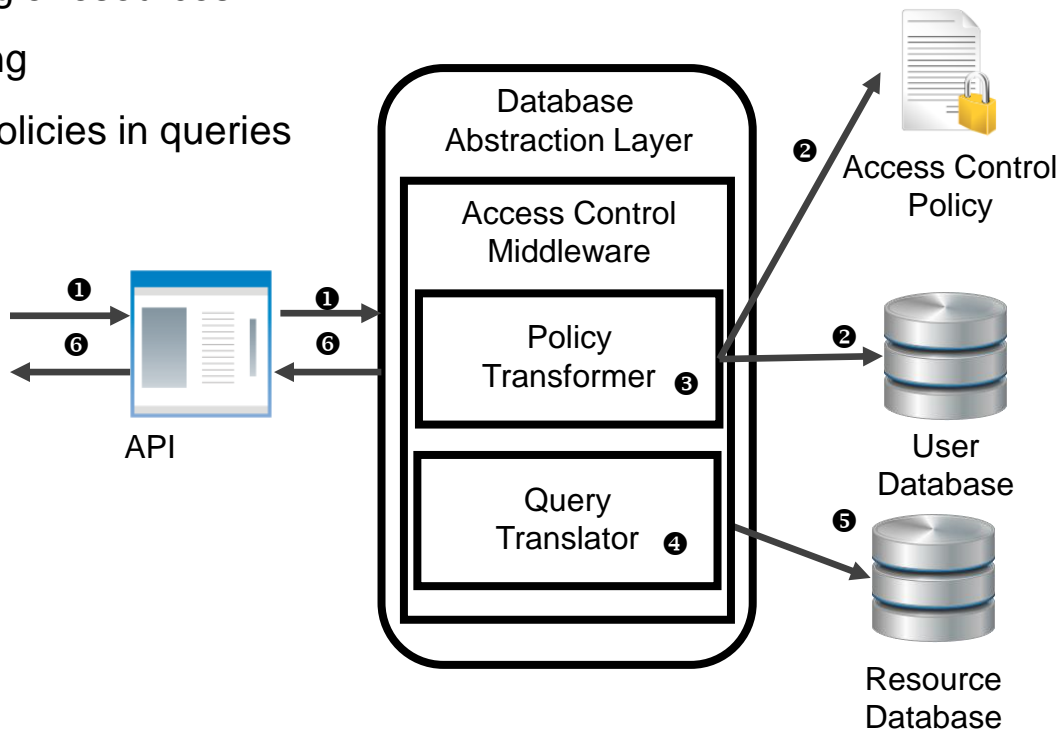 ng
olicies in queries
Database
Abstraction Layer
Access Control
Middleware
Policy
Transformer ❸
Query
Translator ❹
❶
❶
❻
❻
API
❷
❷
❺
Access Control
Policy
User
Database
Resource
Database